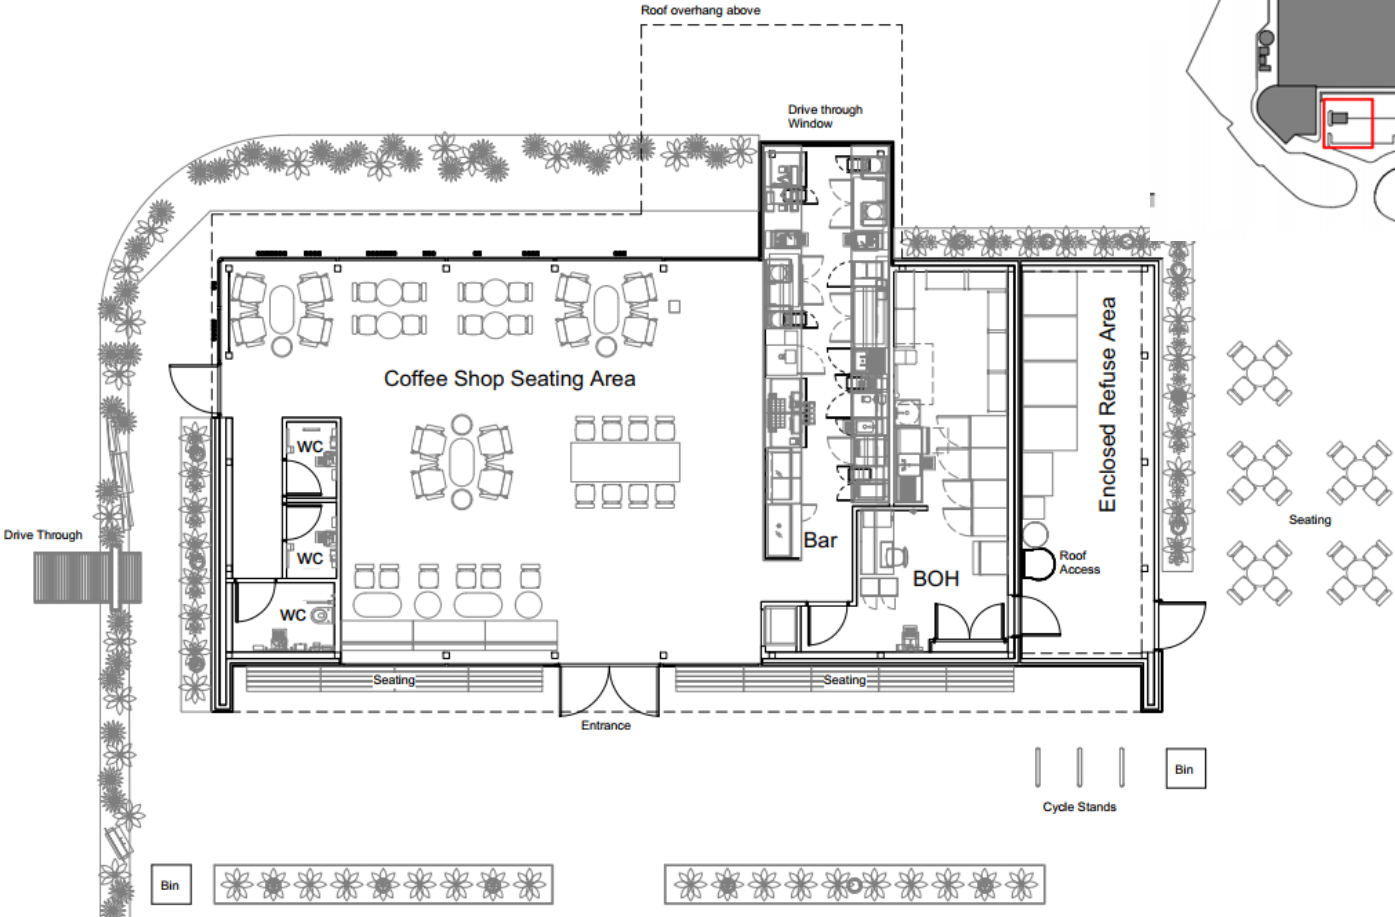 Roof overhang above
Drive through
Window
Coffee Shop Seating Area
Enclosed Refuse Area
WC
WC
WC
Drive Through
Bar
BOH
Roof
Access
Seating
Seating
Seating
Entrance
Cycle Stands
Bin
Bin